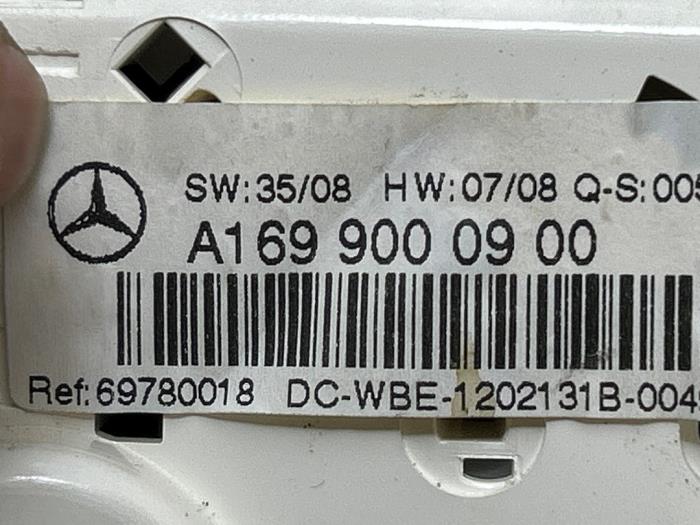 SW:35/08 HW:07/08 Q-S:005
A169 900 09 00
Ref:69780018 DC-WBE-1202131B-004